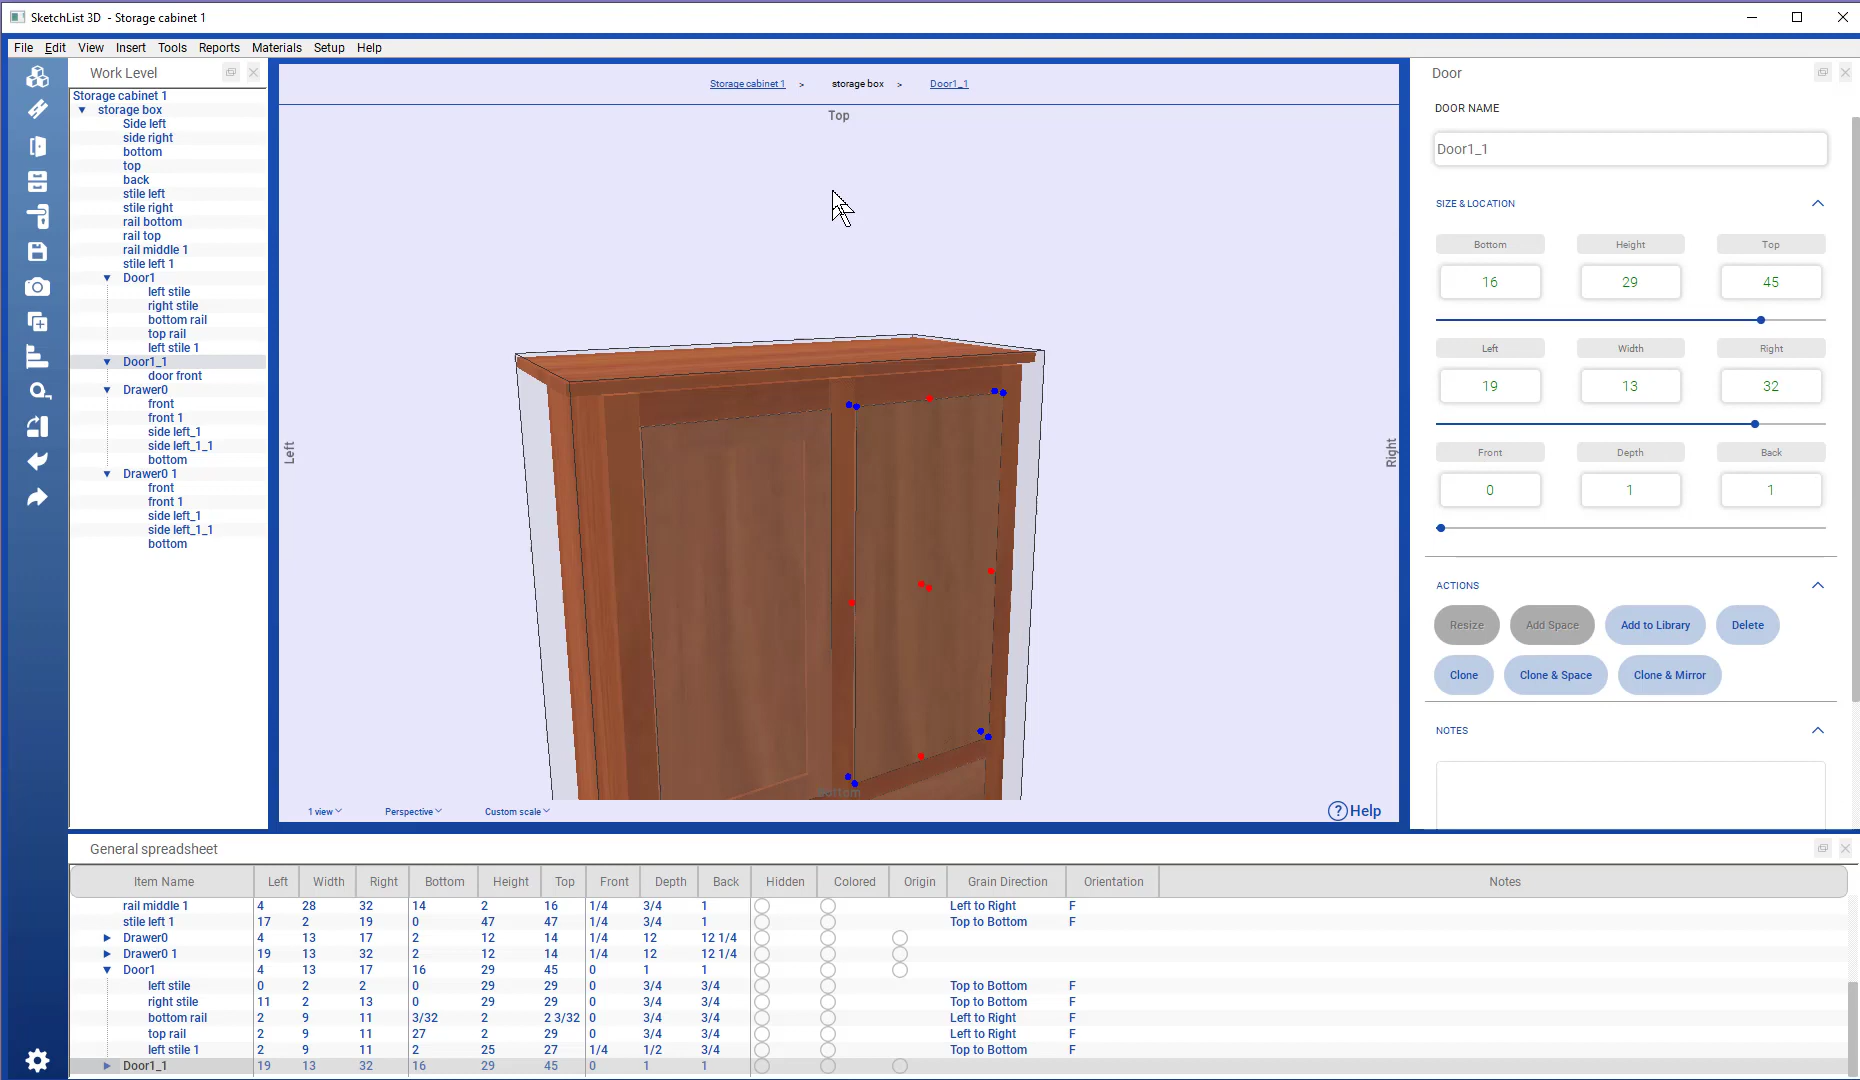 SketchList 3D - Storage cabinet 1
File Edit View Insert Tools Reports Materials Setup Help
Work Level
Storage cabinet 1
storage box
Side left
side right
bottom
top
back
stile left
stile right
rail bottom
rail top
rail middle 1
stile left 1
Door1
left stile
right stile
bottom rail
top rail
left stile 1
Door1_1
door front
Drawer0
front
front 1
side left_1
side left_1_1
bottom
Drawer0 1
front
front 1
side left_1
side left_1_1
bottom
Storage cabinet 1 > storage box > Door1_1
Top
Left
Right
Bottom
1 view Perspective Custom scale
? Help
Door
DOOR NAME
Door1_1
SIZE & LOCATION
Bottom Height Top
16 29 45
Left Width Right
19 13 32
Front Depth Back
0 1 1
ACTIONS
Resize Add Space Add to Library Delete
Clone Clone & Space Clone & Mirror
NOTES
General spreadsheet
Item Name Left Width Right Bottom Height Top Front Depth Back Hidden Colored Origin Grain Direction Orientation Notes
rail middle 1 4 28 32 14 2 16 1/4 3/4 1 Left to Right F
stile left 1 17 2 19 0 47 47 1/4 3/4 1 Top to Bottom F
Drawer0 4 13 17 2 12 14 1/4 12 12 1/4
Drawer0 1 19 13 32 2 12 14 1/4 12 12 1/4
Door1 4 13 17 16 29 45 0 1 1
left stile 0 2 2 0 29 29 0 3/4 3/4 Top to Bottom F
right stile 11 2 13 0 29 29 0 3/4 3/4 Top to Bottom F
bottom rail 2 9 11 3/32 2 2 3/32 0 3/4 3/4 Left to Right F
top rail 2 9 11 27 2 29 0 3/4 3/4 Left to Right F
left stile 1 2 9 11 2 25 27 1/4 1/2 3/4 Top to Bottom F
Door1_1 19 13 32 16 29 45 0 1 1